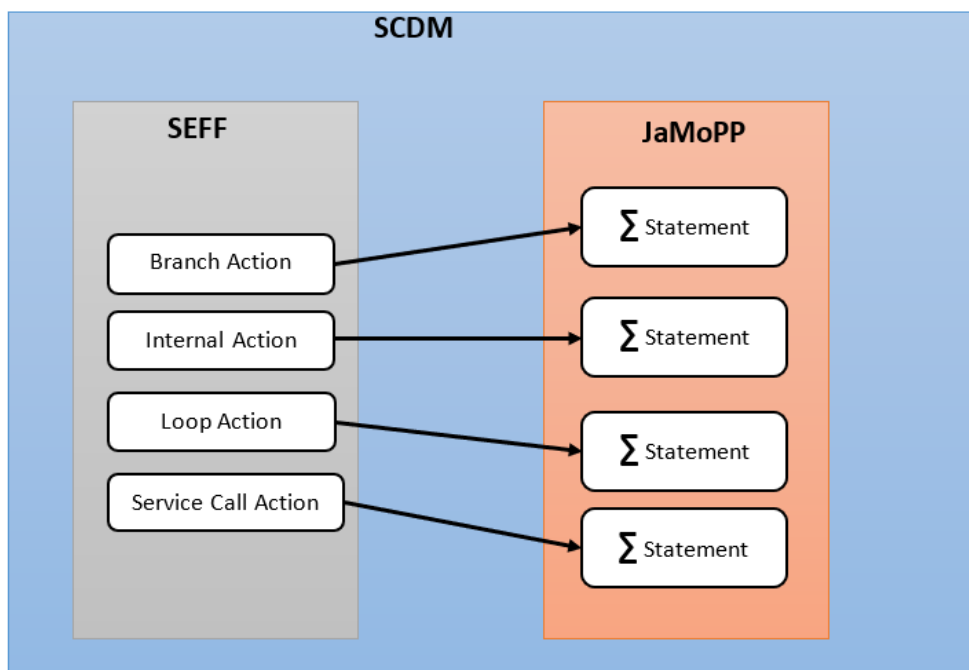 SCDM
SEFF
Branch Action
Internal Action
Loop Action
Service Call Action
JaMoPP
Σ Statement
Σ Statement
Σ Statement
Σ Statement